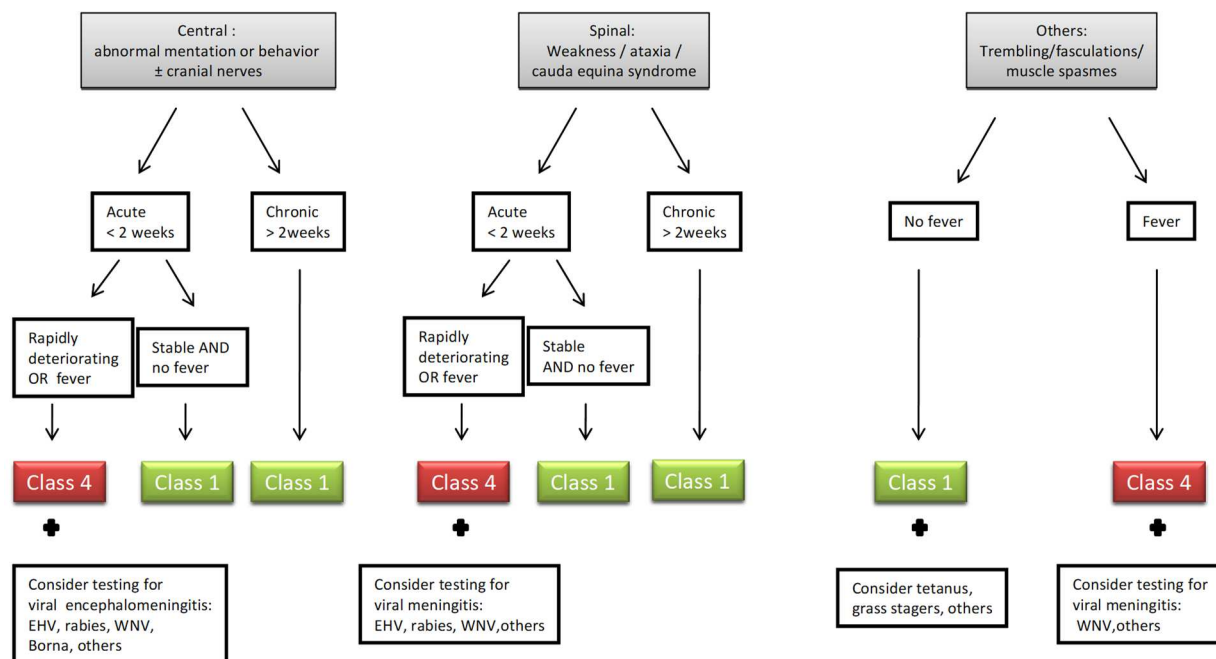 Central :
abnormal mentation or behavior
± cranial nerves
Spinal:
Weakness / ataxia /
cauda equina syndrome
Others:
Trembling/fasculations/
muscle spasmes
Acute
< 2 weeks
Chronic
> 2weeks
Acute
< 2 weeks
Chronic
> 2weeks
No fever
Fever
Rapidly
deteriorating
OR fever
Stable AND
no fever
Rapidly
deteriorating
OR fever
Stable
AND no fever
Class 4
Class 1
Class 1
Class 4
Class 1
Class 1
Class 1
Class 4
Consider testing for
viral encephalomeningitis:
EHV, rabies, WNV,
Borna, others
Consider testing for
viral meningitis:
EHV, rabies, WNV,others
Consider tetanus,
grass stagers, others
Consider testing for
viral meningitis:
WNV,others